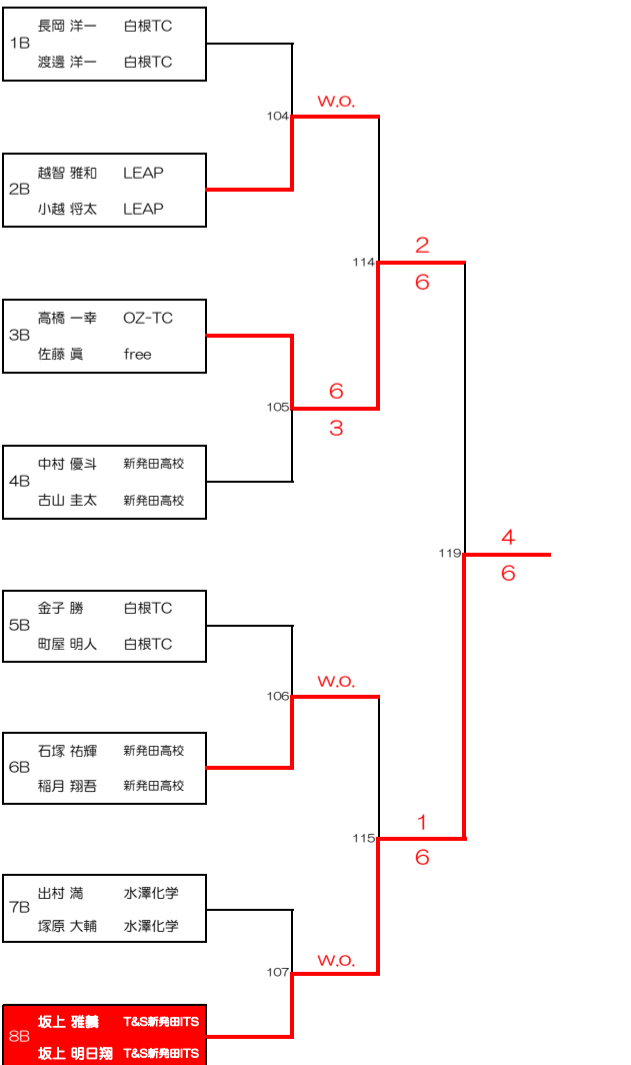 1B
長岡 洋一 白根TC
渡邊 洋一 白根TC
104
W.O.
2B
越智 雅和 LEAP
小越 将太 LEAP
114
2
6
3B
高橋 一幸 OZ-TC
佐藤 眞 free
105
6
3
4B
中村 優斗 新発田高校
古山 圭太 新発田高校
119
4
6
5B
金子 勝 白根TC
町屋 明人 白根TC
106
W.O.
6B
石塚 祐輝 新発田高校
稲月 翔吾 新発田高校
115
1
6
7B
出村 満 水澤化学
塚原 大輔 水澤化学
107
W.O.
8B
坂上 雅義 T&S新発田ITS
坂上 明日翔 T&S新発田ITS